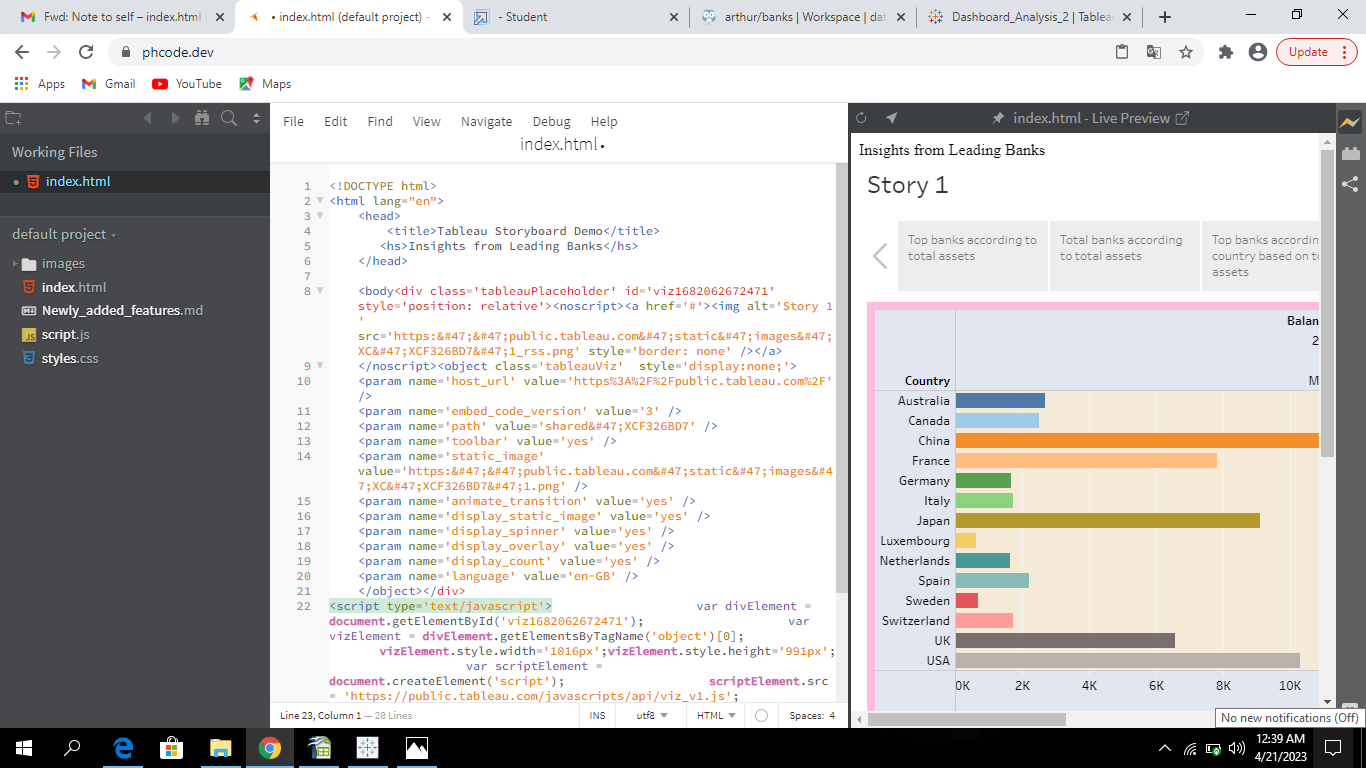 Fwd: Note to self – index.html
• index.html (default project) -
- Student
arthur/banks | Workspace | dat
Dashboard_Analysis_2 | Tablea
phcode.dev
Update
Apps
Gmail
YouTube
Maps
Working Files
index.html
default project
images
index.html
Newly_added_features.md
script.js
styles.css
File Edit Find View Navigate Debug Help
index.html •
1 <!DOCTYPE html>
2 <html lang="en">
3 <head>
4 <title>Tableau Storyboard Demo</title>
5 <hs>Insights from Leading Banks</hs>
6 </head>
7
8 <body<div class='tableauPlaceholder' id='viz1682062672471'
style='position: relative'><noscript><a href='#'><img alt='Story 1
'
src='https:&#47;&#47;public.tableau.com&#47;static&#47;images&#47;
XC&#47;XCF326BD7&#47;1_rss.png' style='border: none' /></a>
9 </noscript><object class='tableauViz'  style='display:none;'>
10 <param name='host_url' value='https%3A%2F%2Fpublic.tableau.com%2F'
/>
11 <param name='embed_code_version' value='3' />
12 <param name='path' value='shared&#47;XCF326BD7' />
13 <param name='toolbar' value='yes' />
14 <param name='static_image'
value='https:&#47;&#47;public.tableau.com&#47;static&#47;images&#4
7;XC&#47;XCF326BD7&#47;1.png' />
15 <param name='animate_transition' value='yes' />
16 <param name='display_static_image' value='yes' />
17 <param name='display_spinner' value='yes' />
18 <param name='display_overlay' value='yes' />
19 <param name='display_count' value='yes' />
20 <param name='language' value='en-GB' />
21 </object></div>
22 <script type='text/javascript'> var divElement =
document.getElementById('viz1682062672471'); var
vizElement = divElement.getElementsByTagName('object')[0];
vizElement.style.width='1016px';vizElement.style.height='991px';
var scriptElement =
document.createElement('script'); scriptElement.src
= 'https://public.tableau.com/javascripts/api/viz_v1.js';
Line 23, Column 1 — 28 Lines
INS
utf8
HTML
Spaces: 4
index.html - Live Preview
Insights from Leading Banks
Story 1
Top banks according to
total assets
Total banks according
to total assets
Top banks accordin
country based on to
assets
Balan
2
Country
M
Australia
Canada
China
France
Germany
Italy
Japan
Luxembourg
Netherlands
Spain
Sweden
Switzerland
UK
USA
0K 2K 4K 6K 8K 10K
No new notifications (Off)
12:39 AM
4/21/2023